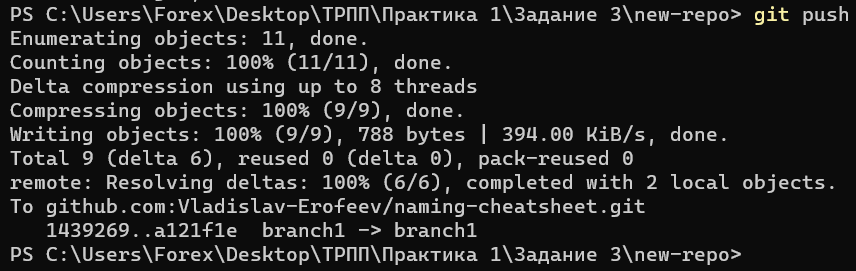 PS C:\Users\Forex\Desktop\ТРПП\Практика 1\Задание 3\new-repo> git push
Enumerating objects: 11, done.
Counting objects: 100% (11/11), done.
Delta compression using up to 8 threads
Compressing objects: 100% (9/9), done.
Writing objects: 100% (9/9), 788 bytes | 394.00 KiB/s, done.
Total 9 (delta 6), reused 0 (delta 0), pack-reused 0
remote: Resolving deltas: 100% (6/6), completed with 2 local objects.
To github.com:Vladislav-Erofeev/naming-cheatsheet.git
   1439269..a121f1e  branch1 -> branch1
PS C:\Users\Forex\Desktop\ТРПП\Практика 1\Задание 3\new-repo>